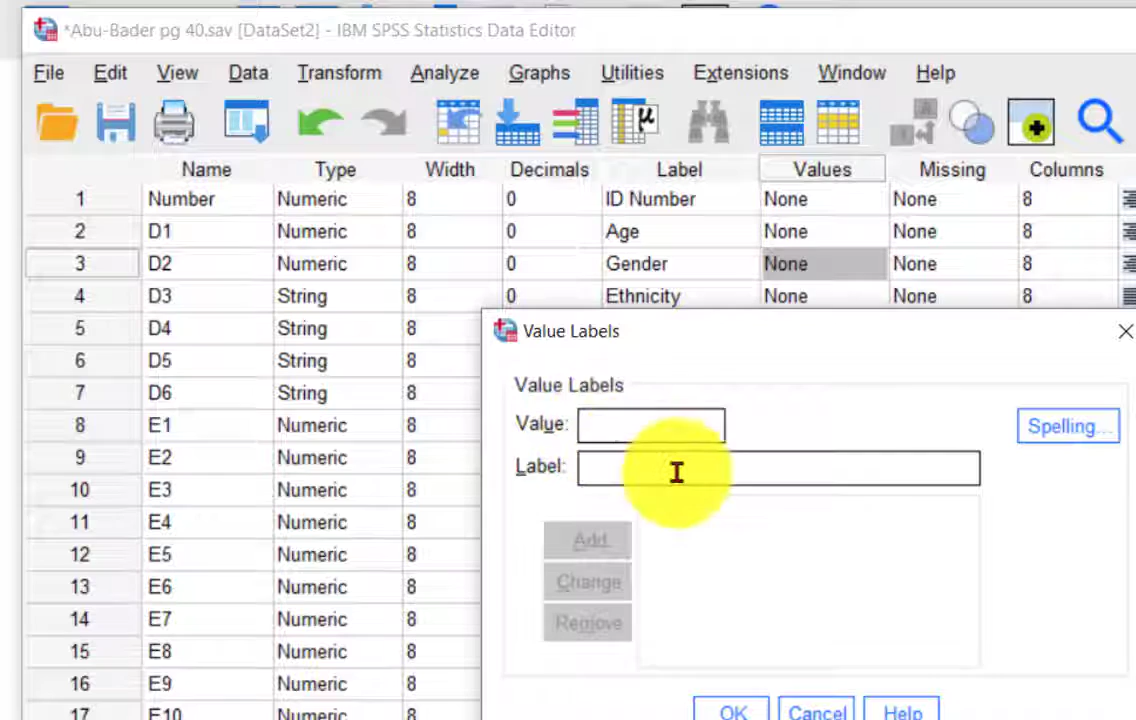 *Abu-Bader pg 40.sav [DataSet2] - IBM SPSS Statistics Data Editor
File Edit View Data Transform Analyze Graphs Utilities Extensions Window Help
Name Type Width Decimals Label Values Missing Columns
1 Number Numeric 8 0 ID Number None None 8
2 D1 Numeric 8 0 Age None None 8
3 D2 Numeric 8 0 Gender None None 8
4 D3 String 8 0 Ethnicity None None 8
5 D4 String 8
6 D5 String 8
7 D6 String 8
8 E1 Numeric 8
9 E2 Numeric 8
10 E3 Numeric 8
11 E4 Numeric 8
12 E5 Numeric 8
13 E6 Numeric 8
14 E7 Numeric 8
15 E8 Numeric 8
16 E9 Numeric 8
17 E10 Numeric 8
Value Labels
Value Labels
Value:
Spelling...
Label:
Add
Change
Remove
OK Cancel Help